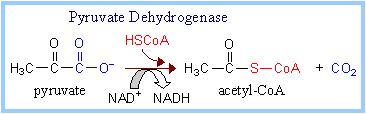 Pyruvate Dehydrogenase
O O HSCoA O
H₃C O⁻ H₃C S CoA + CO₂
pyruvate NAD⁺ NADH acetyl-CoA